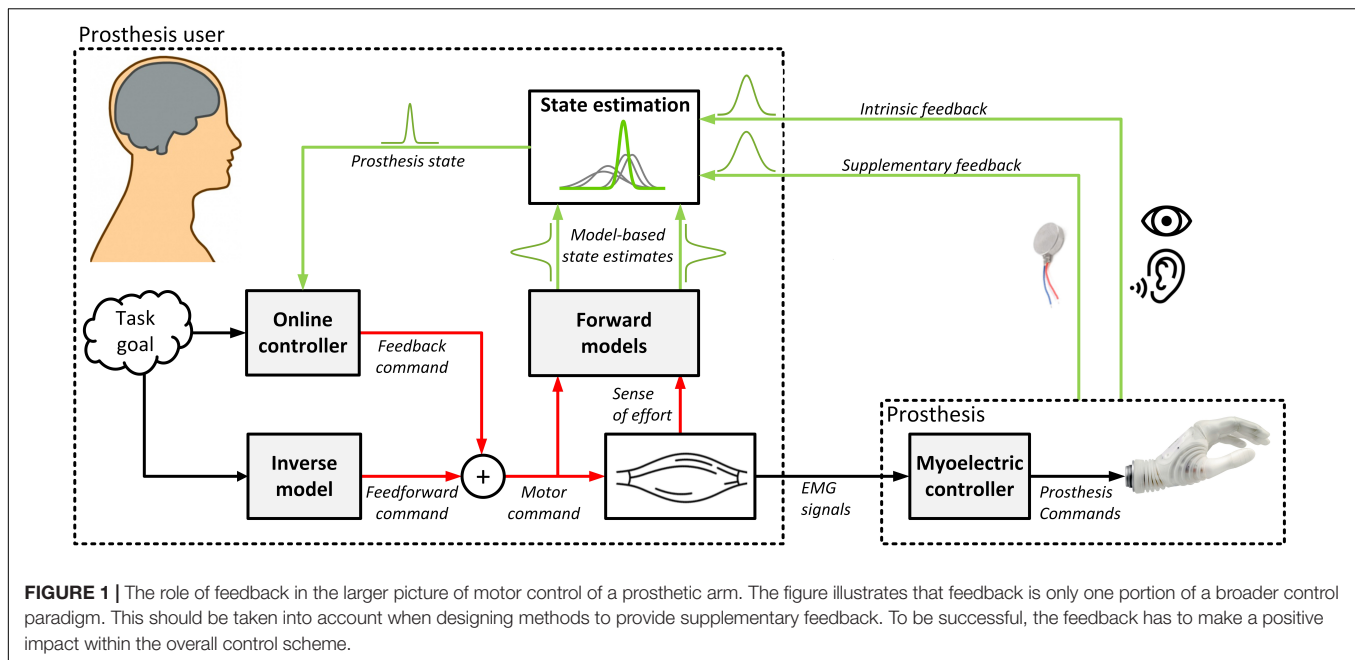 Prosthesis user
State estimation
Intrinsic feedback
Supplementary feedback
Prosthesis state
Model-based
state estimates
Task
goal
Online
controller
Feedback
command
Forward
models
Sense
of effort
Inverse
model
Feedforward
command
+
Motor
command
EMG
signals
Prosthesis
Myoelectric
controller
Prosthesis
Commands
FIGURE 1 | The role of feedback in the larger picture of motor control of a prosthetic arm. The figure illustrates that feedback is only one portion of a broader control
paradigm. This should be taken into account when designing methods to provide supplementary feedback. To be successful, the feedback has to make a positive
impact within the overall control scheme.